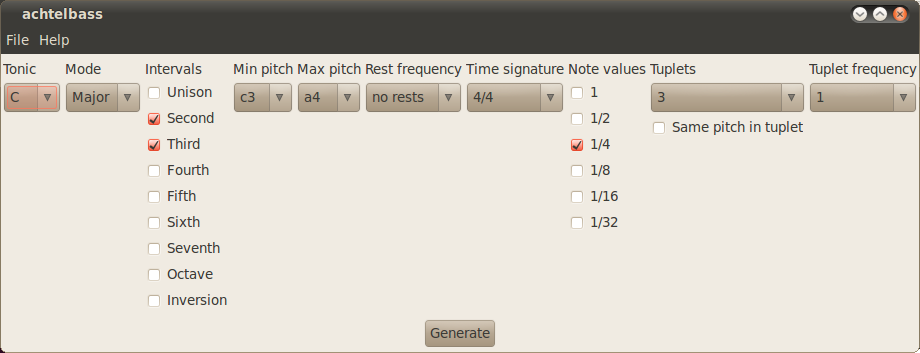 achtelbass
File Help
Tonic Mode Intervals Min pitch Max pitch Rest frequency Time signature Note values Tuplets Tuplet frequency
C Major Unison c3 a4 no rests 4/4 1 3 1
Second 1/2 Same pitch in tuplet
Third 1/4
Fourth 1/8
Fifth 1/16
Sixth 1/32
Seventh
Octave
Inversion
Generate